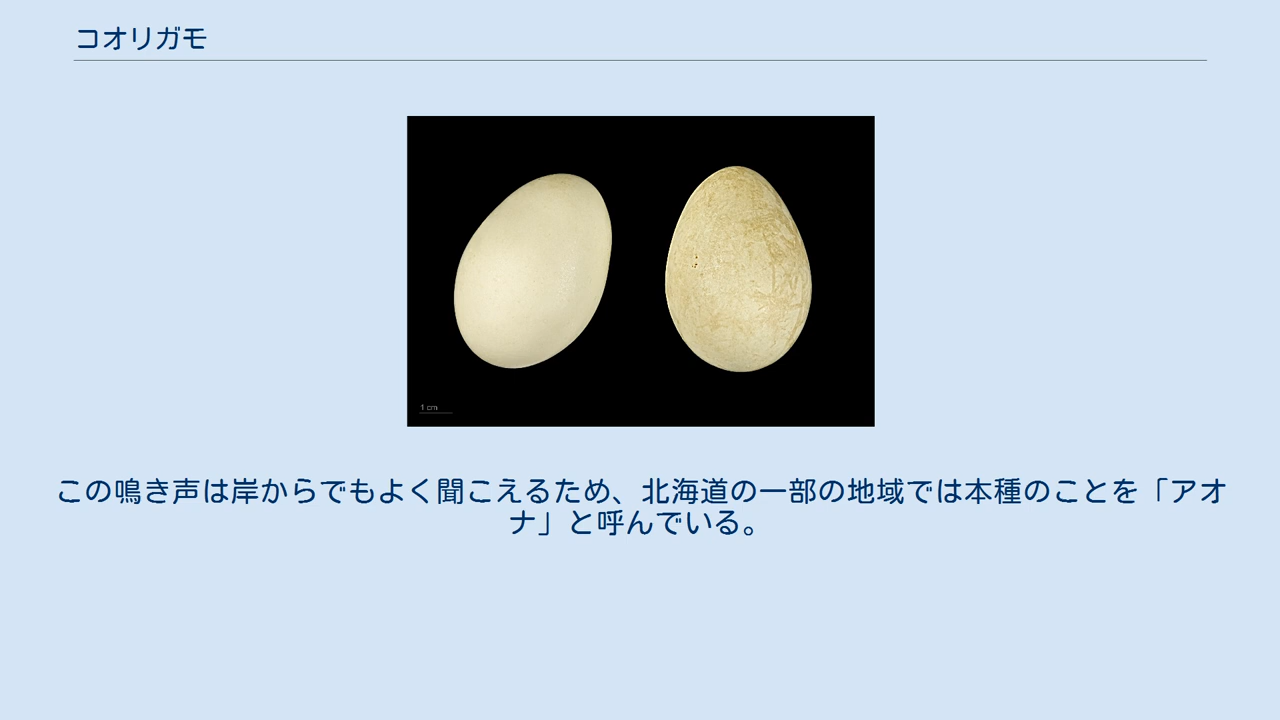 コオリガモ
1 cm
この鳴き声は岸からでもよく聞こえるため、北海道の一部の地域では本種のことを「アオ
ナ」と呼んでいる。